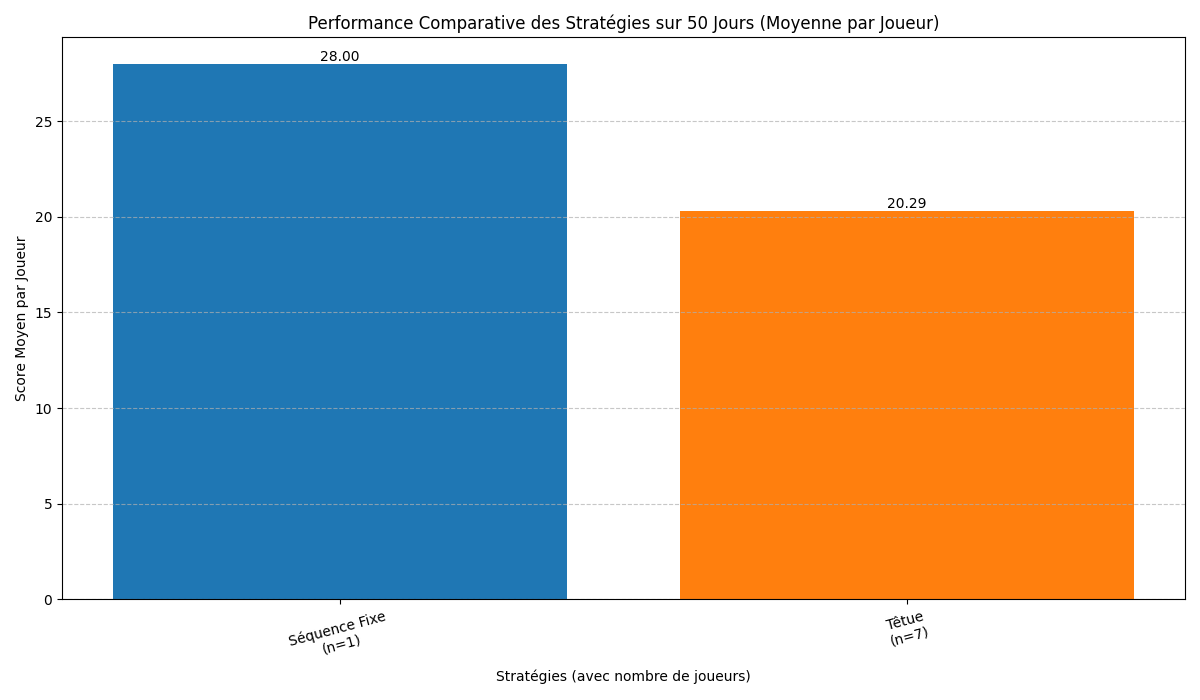 Performance Comparative des Stratégies sur 50 Jours (Moyenne par Joueur)
28.00
20.29
25
20
15
10
5
0
Score Moyen par Joueur
Séquence Fixe
(n=1)
Têtue
(n=7)
Stratégies (avec nombre de joueurs)